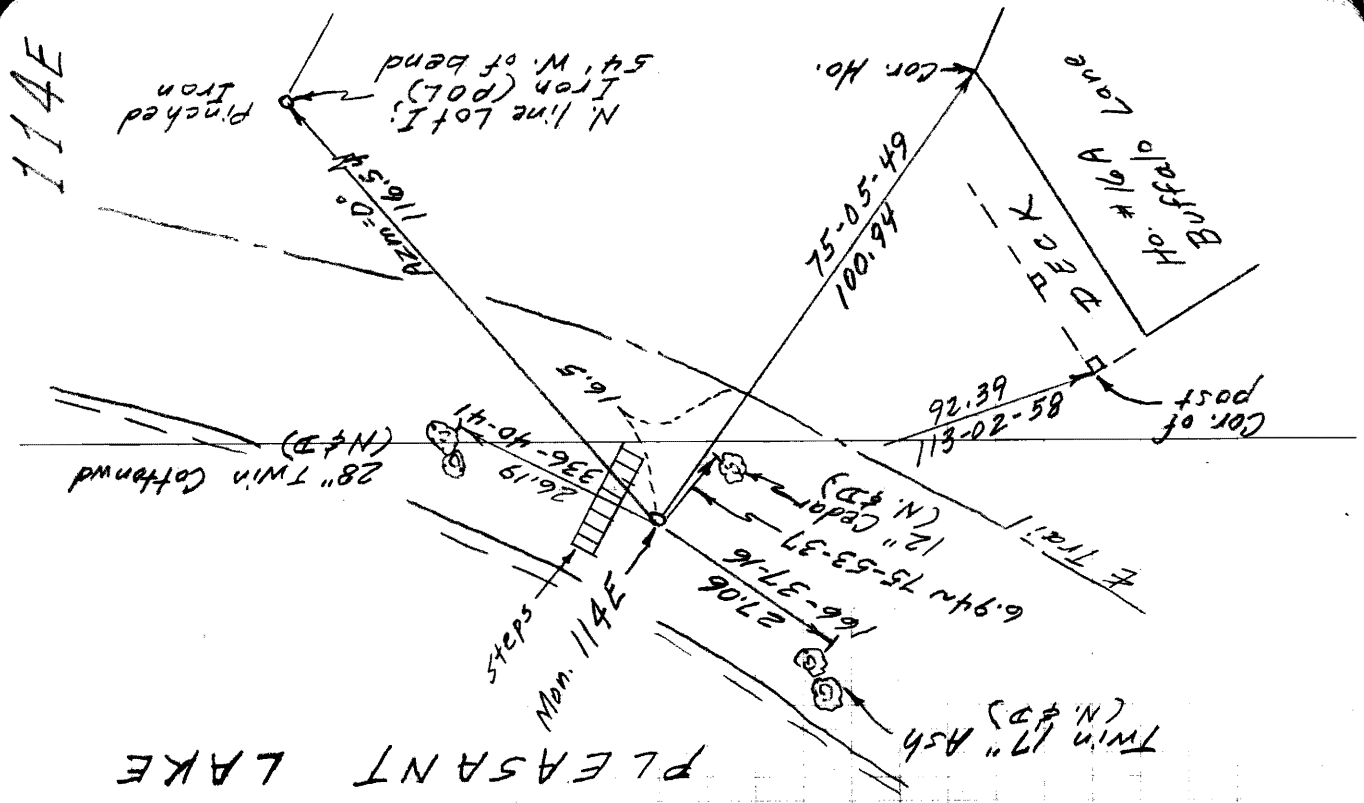 114E
Pinched
Iron
N. line Lot I;
Iron (POL)
54' W. of bend
Azm=0°
116.54
Cor. Ho.
75-05-49
100.94
Ho. #16A
Buffalo Lane
DECK
Cor. of
post
92.39
113-02-58
16.5
28" Twin Cottonwd
(N&D)
26.19
336-40-41
Steps
Mon. 114E
12" Cedar
(N.&D)
6.94~75-53-37
166-37-16
27.06
℄ Trail
Twin 17" Ash
(N.&D)
PLEASANT LAKE